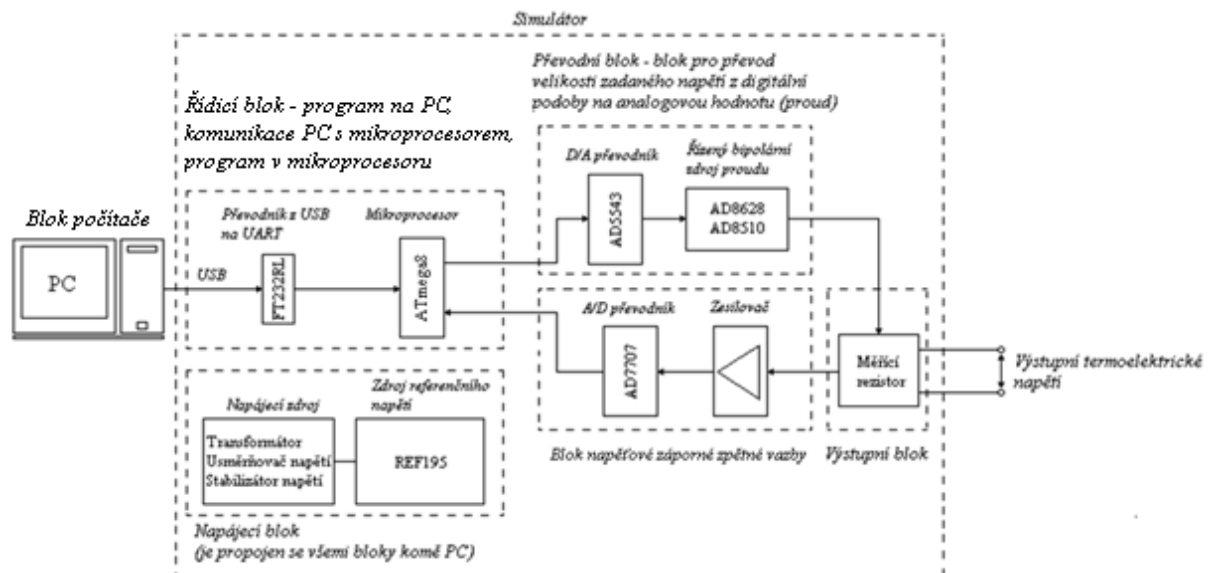 Simulátor
Převodní blok - blok pro převod
velikosti zadaného napětí z digitální
podoby na analogovou hodnotu (proud)
Řídicí blok - program na PC,
komunikace PC s mikroprocesorem,
program v mikroprocesoru
D/A převodník
Řízený bipolární
zdroj proudu
AD5543
AD8628
AD8510
Blok počítače
PC
USB
Převodník z USB
na UART
FT232RL
Mikroprocesor
ATmega8
A/D převodník
AD7707
Zesilovač
Měřící
rezistor
Výstupní termoelektrické
napětí
Blok napěťové záporné zpětné vazby
Výstupní blok
Napájecí zdroj
Transformátor
Usměrňovač napětí
Stabilizátor napětí
Zdroj referenčního
napětí
REF195
Napájecí blok
(je propojen se všemi bloky komě PC)